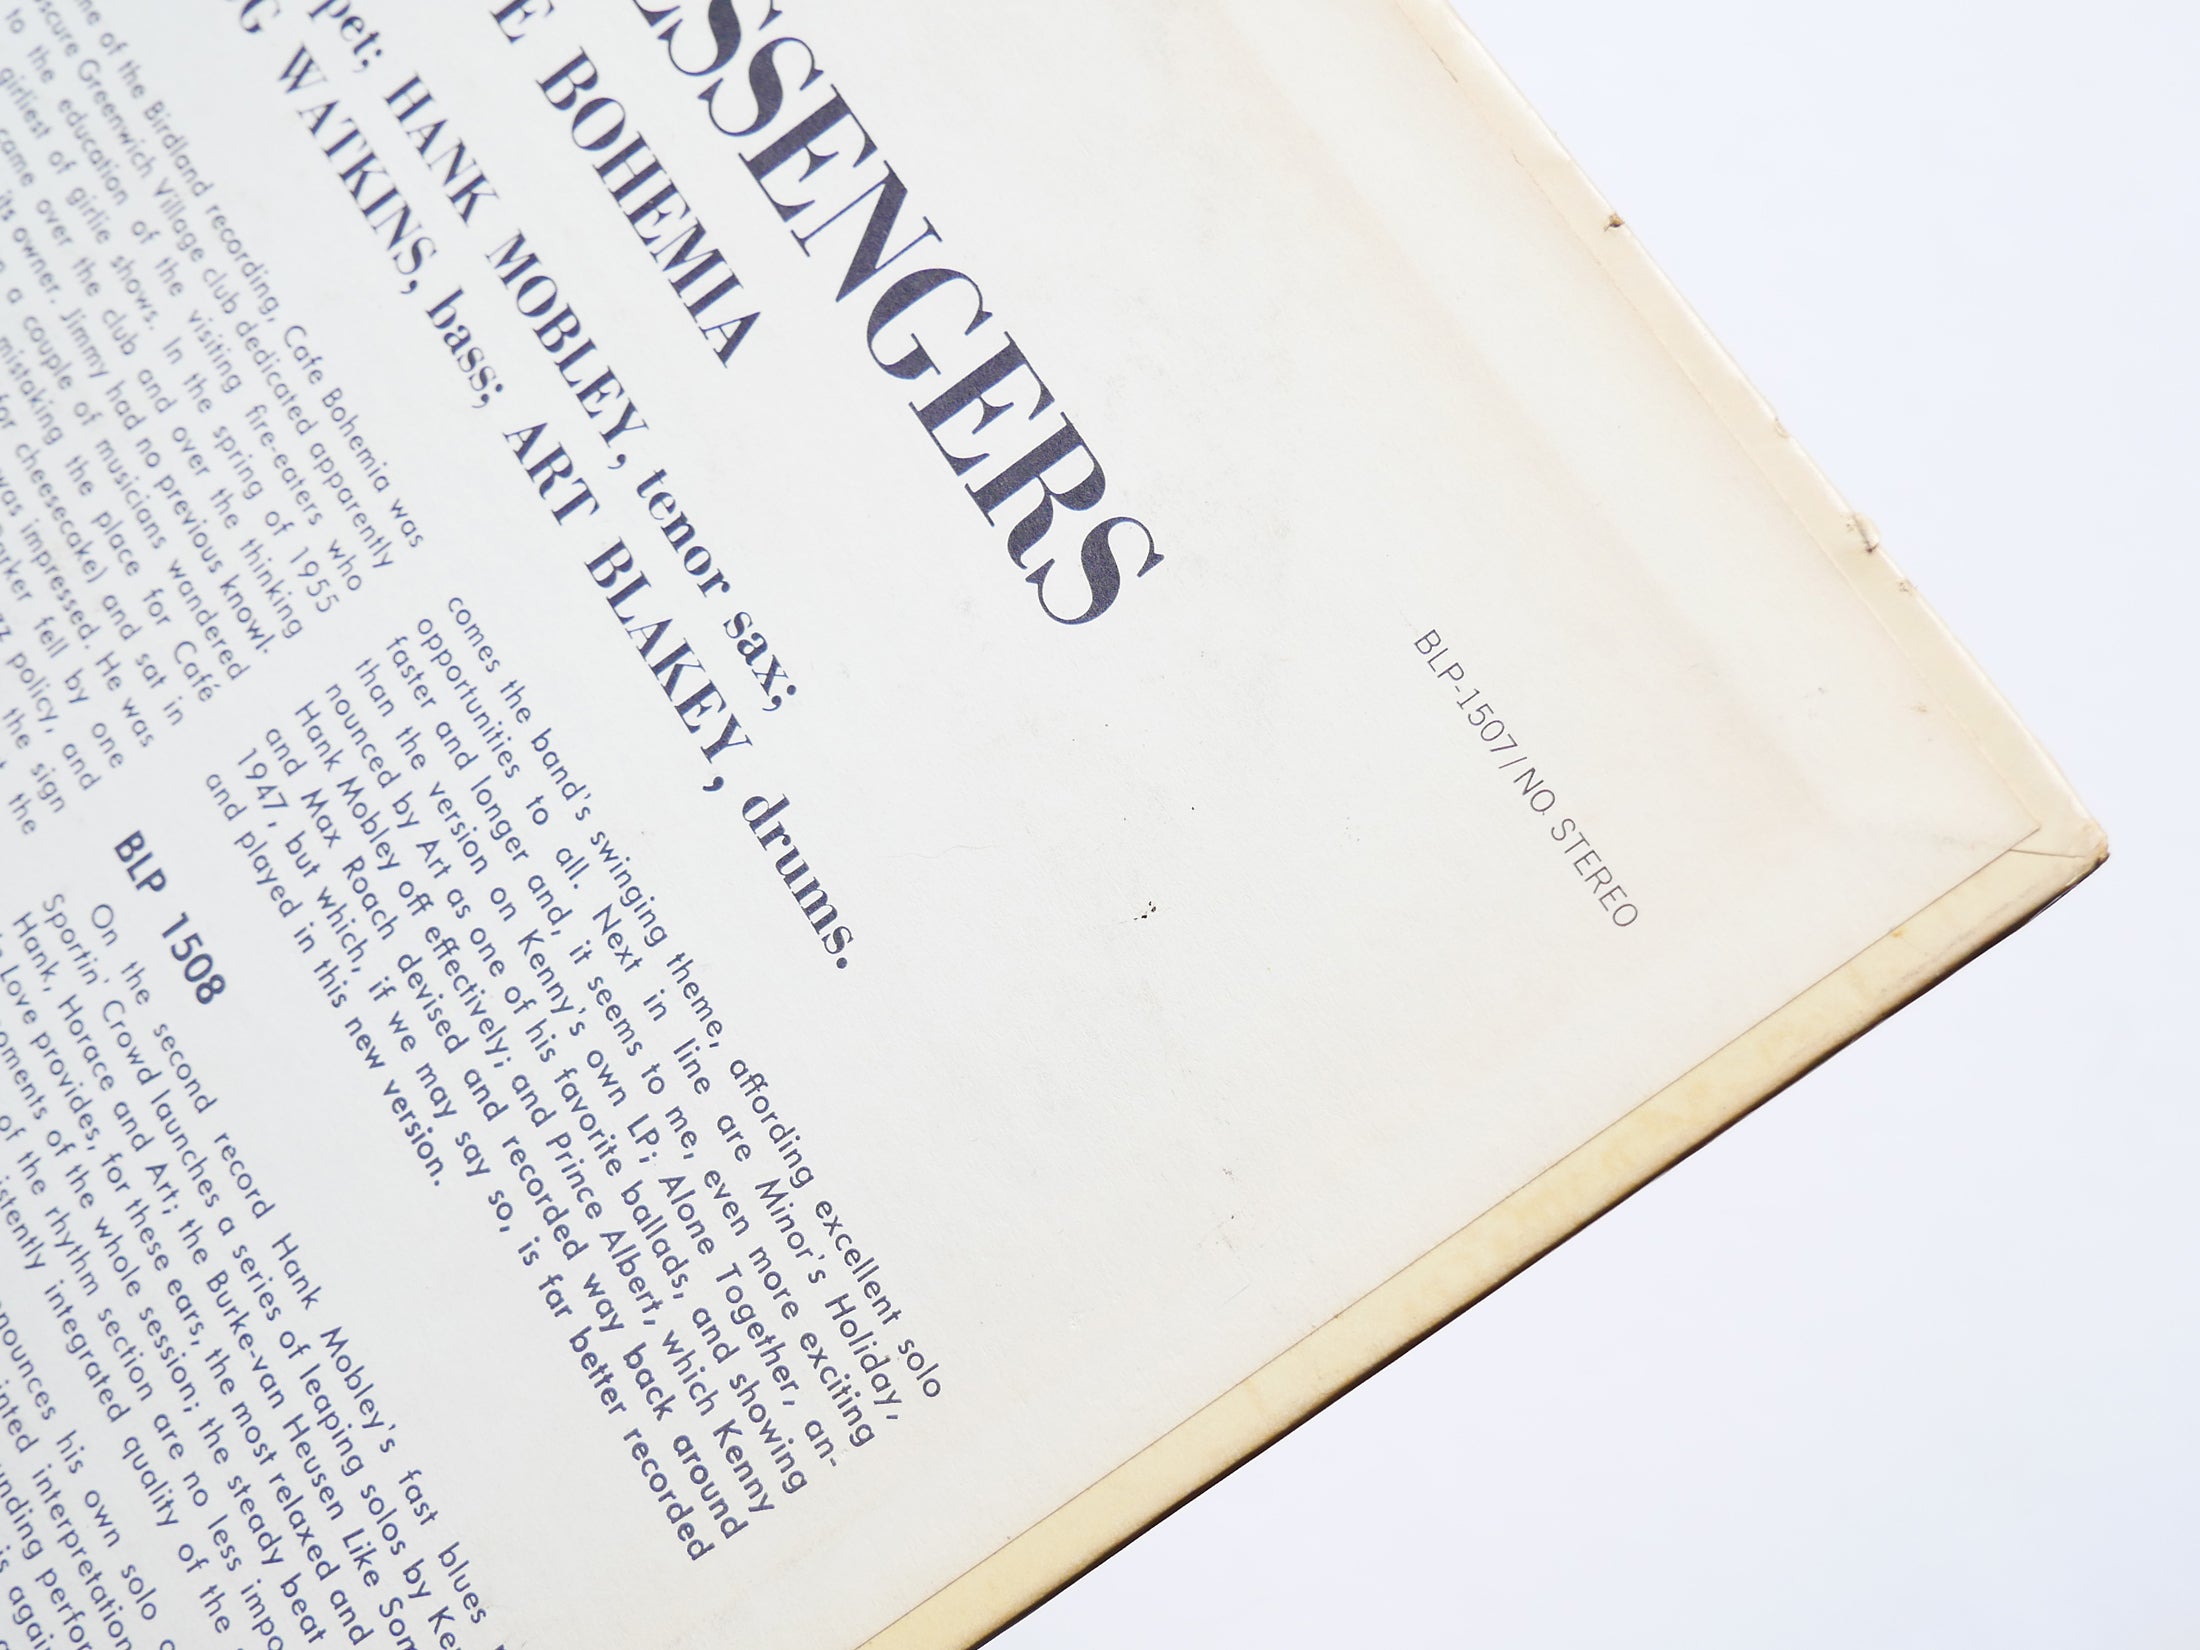 BLP-1507/NO. STEREO
SSENGERS
BOHEMIA
HANK MOBLEY, tenor sax;
WATKINS, bass; ART BLAKEY, drums.
of the Birdland recording, Cafe Bohemia was
Greenwich Village club dedicated apparently
to the education of the visiting fire-eaters who
girliest of girlie shows. In the spring of 1955
came over the club and over the thinking
its owner. Jimmy had no previous knowl-
a couple of musicians wandered
mistaking the place for Café
for cheesecake) and sat in
was impressed. He was
fell by one
policy, and
the sign
the
comes the band's swinging theme, affording excellent solo
opportunities to all. Next in line are Minor's Holiday,
faster and longer and, it seems to me, even more exciting
than the version on Kenny's own LP; Alone Together, an-
nounced by Art as one of his favorite ballads, and showing
Hank Mobley off effectively; and Prince Albert, which Kenny
and Max Roach devised and recorded way back around
1947, but which, if we may say so, is far better recorded
and played in this new version.
BLP 1508
On the second record Hank Mobley's fast blues
Sportin' Crowd launches a series of leaping solos by
Hank, Horace and Art; the Burke-van Heusen Like
Love provides, for these ears, the most relaxed and
of the whole session; the steady beat
of the rhythm section are no less
integrated quality of the
his own solo
interpretation